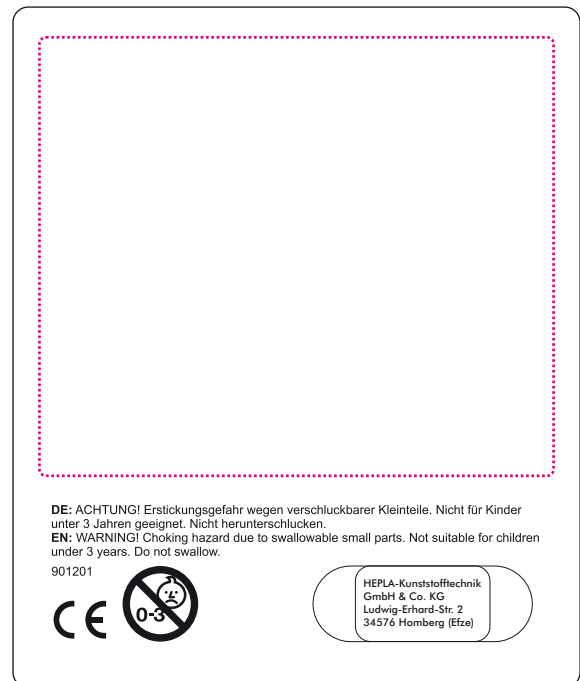 DE: ACHTUNG! Erstickungsgefahr wegen verschluckbarer Kleinteile. Nicht für Kinder
unter 3 Jahren geeignet. Nicht herunterschlucken.
EN: WARNING! Choking hazard due to swallowable small parts. Not suitable for children
under 3 years. Do not swallow.
901201
CE
0-3
HEPLA-Kunststofftechnik
GmbH & Co. KG
Ludwig-Erhard-Str. 2
34576 Homberg (Efze)